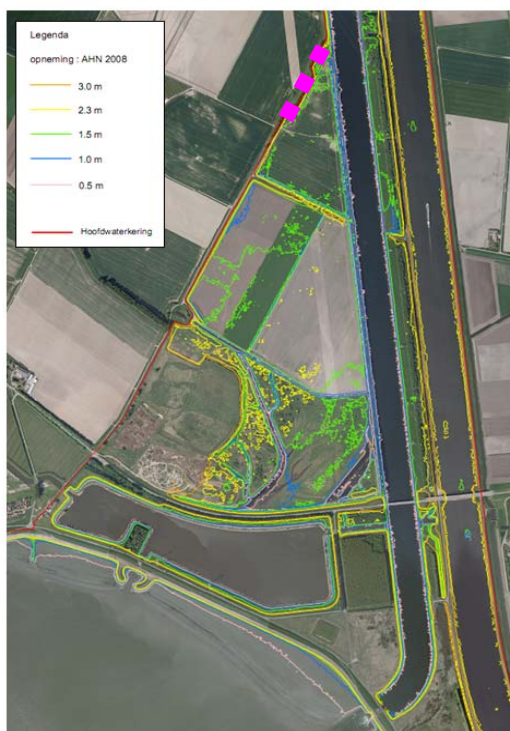 Legenda
opneming : AHN 2008
3.0 m
2.3 m
1.5 m
1.0 m
0.5 m
Hoofdwaterkering